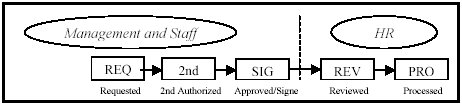 Management and Staff HR
REQ 2nd SIG REV PRO
Requested 2nd Authorized Approved/Signe Reviewed Processed